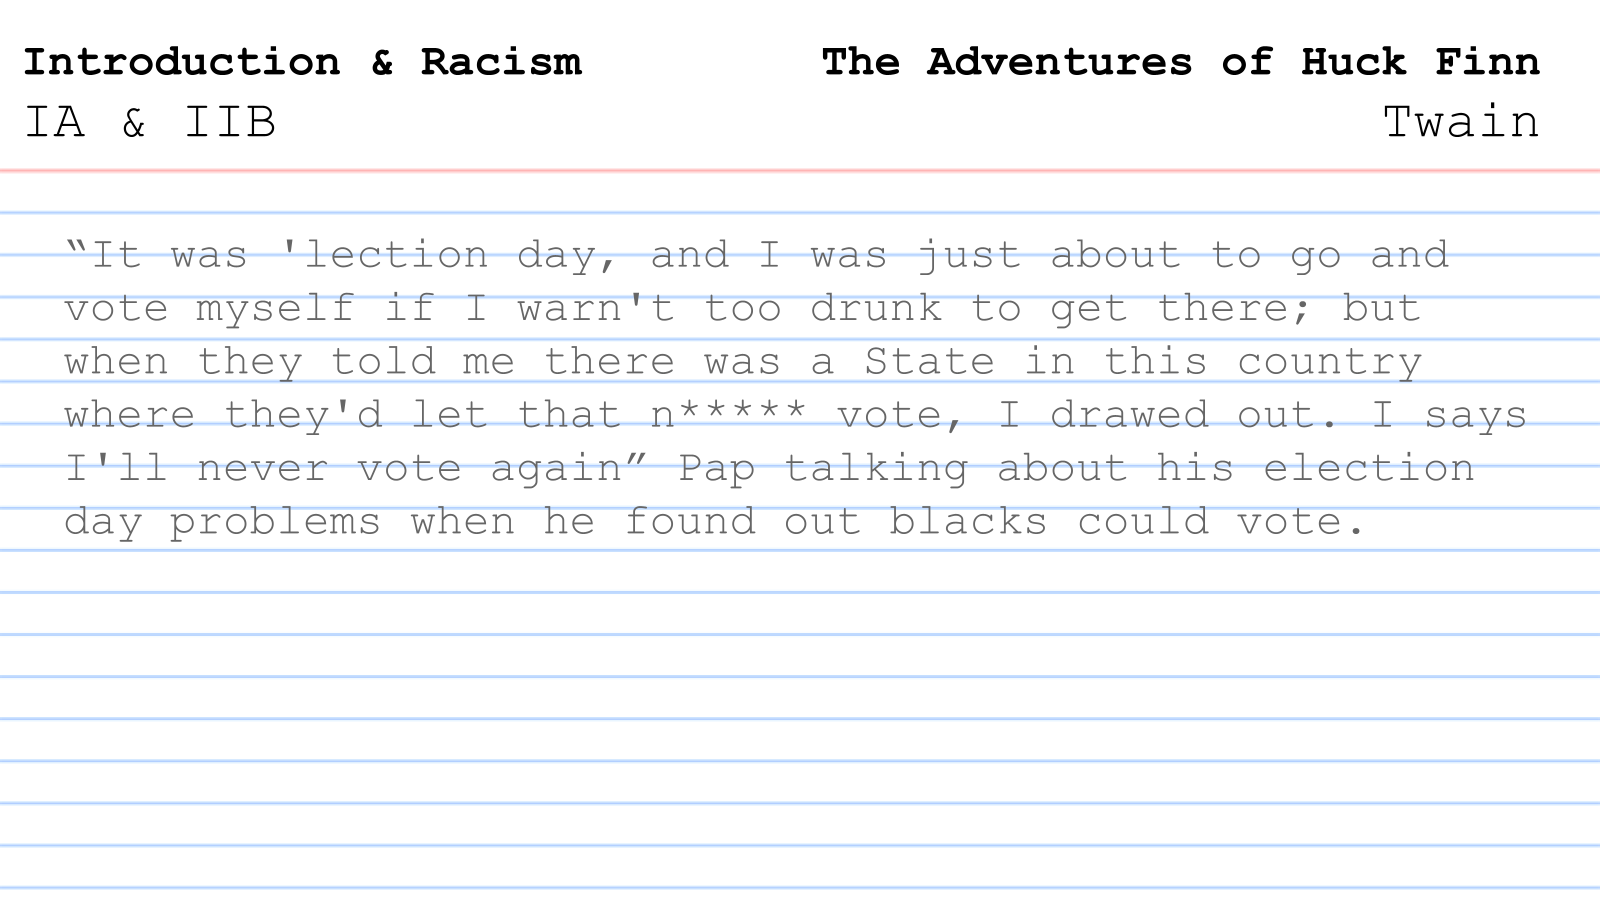 Introduction & Racism
The Adventures of Huck Finn
IA & IIB
Twain
“It was 'lection day, and I was just about to go and
vote myself if I warn't too drunk to get there; but
when they told me there was a State in this country
where they'd let that n***** vote, I drawed out. I says
I'll never vote again” Pap talking about his election
day problems when he found out blacks could vote.